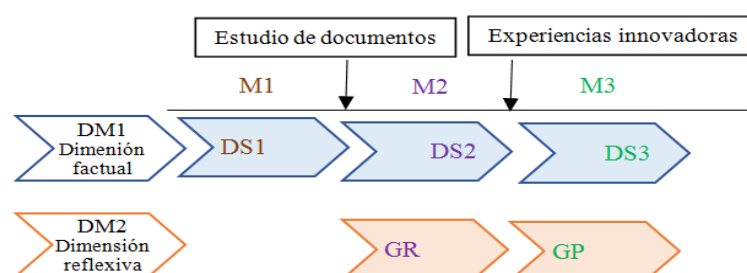 Estudio de documentos
Experiencias innovadoras
M1
M2
M3
DM1
Dimenión
factual
DS1
DS2
DS3
DM2
Dimensión
reflexiva
GR
GP